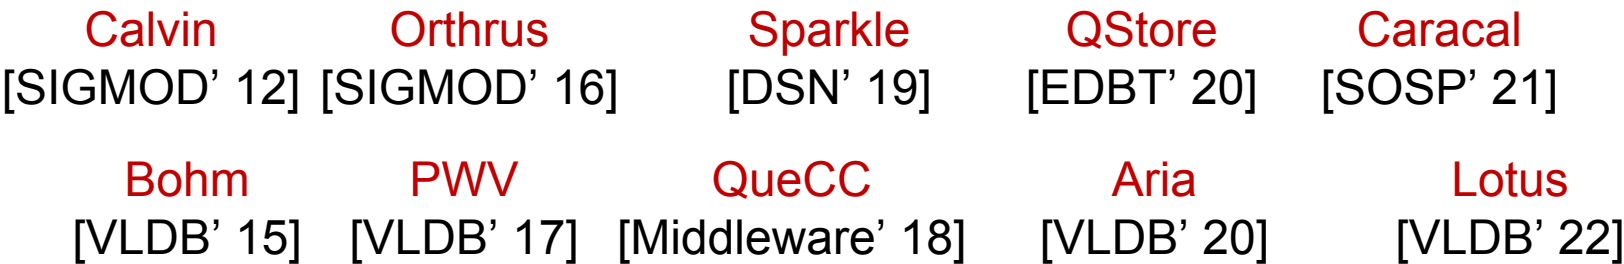 Calvin Orthrus Sparkle QStore Caracal
[SIGMOD’ 12] [SIGMOD’ 16] [DSN’ 19] [EDBT’ 20] [SOSP’ 21]
Bohm PWV QueCC Aria Lotus
[VLDB’ 15] [VLDB’ 17] [Middleware’ 18] [VLDB’ 20] [VLDB’ 22]